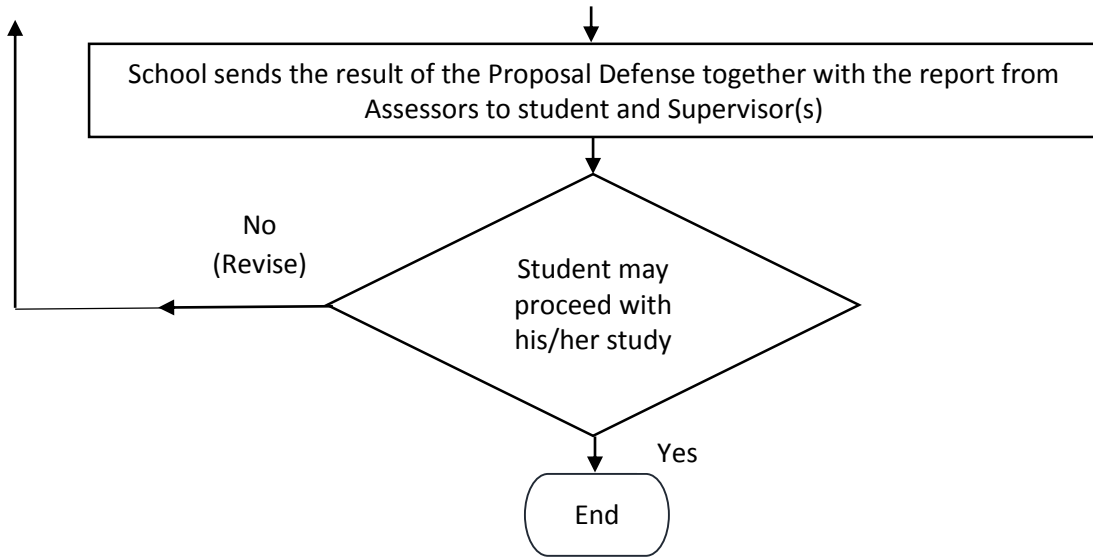 School sends the result of the Proposal Defense together with the report from
Assessors to student and Supervisor(s)
No
(Revise)
Student may
proceed with
his/her study
Yes
End